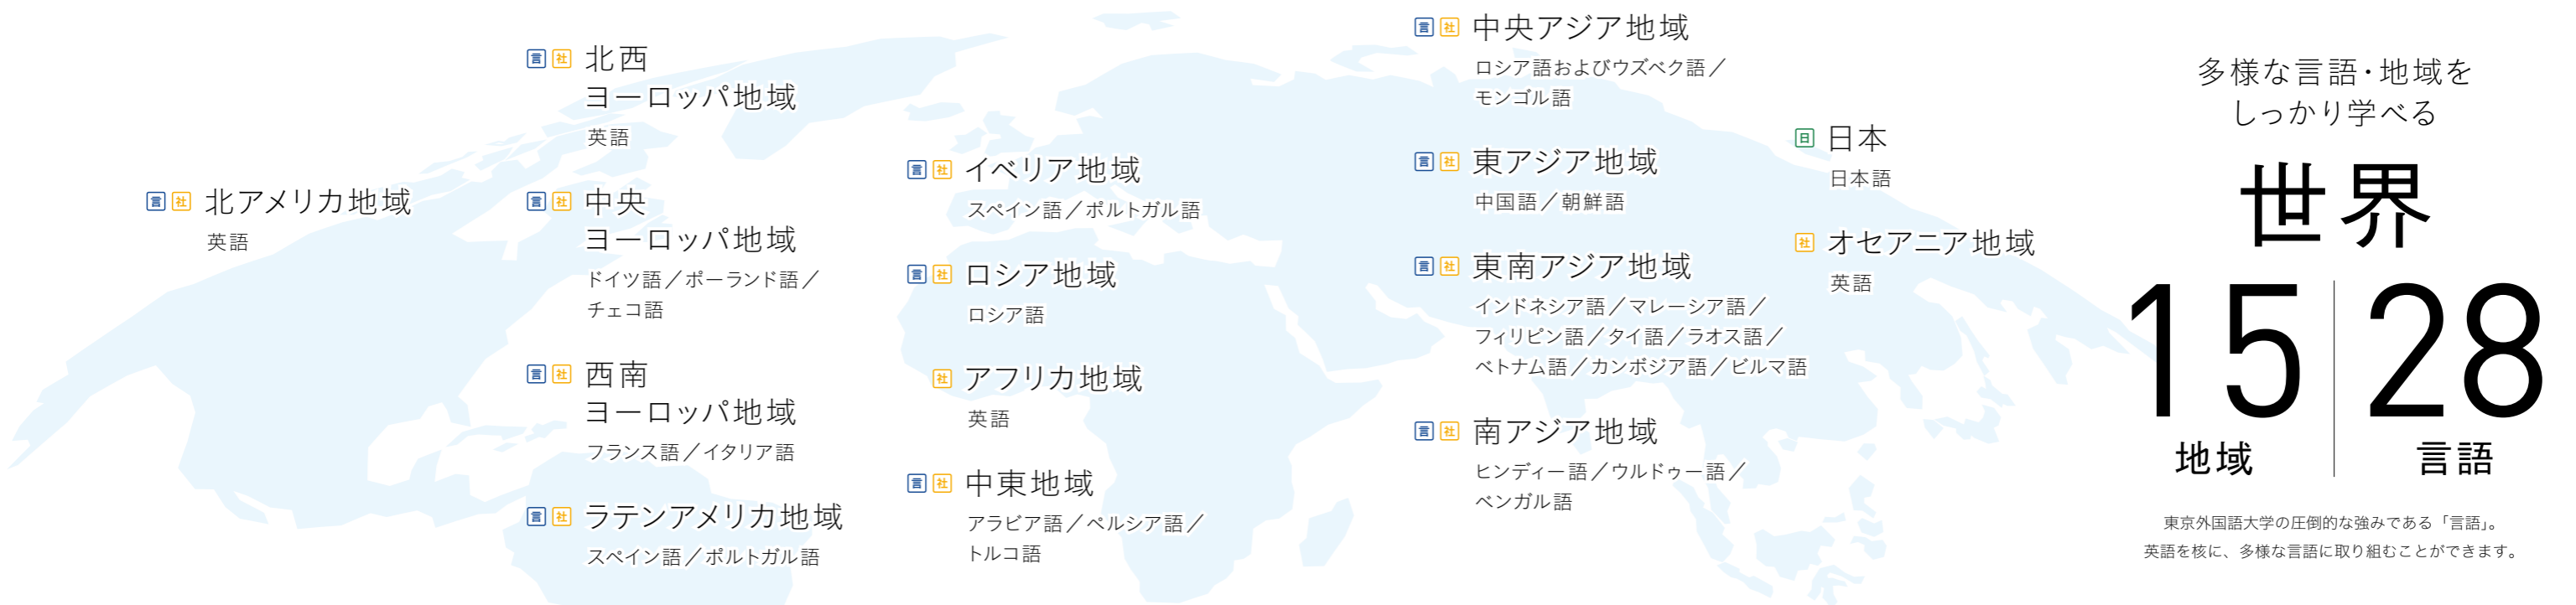 言 社 北アメリカ地域
英語
言 社 北西
ヨーロッパ地域
英語
言 社 中央
ヨーロッパ地域
ドイツ語／ポーランド語／
チェコ語
言 社 西南
ヨーロッパ地域
フランス語／イタリア語
言 社 ラテンアメリカ地域
スペイン語／ポルトガル語
言 社 イベリア地域
スペイン語／ポルトガル語
言 社 ロシア地域
ロシア語
社 アフリカ地域
英語
言 社 中東地域
アラビア語／ペルシア語／
トルコ語
言 社 中央アジア地域
ロシア語およびウズベク語／
モンゴル語
言 社 東アジア地域
中国語／朝鮮語
言 社 東南アジア地域
インドネシア語／マレーシア語／
フィリピン語／タイ語／ラオス語／
ベトナム語／カンボジア語／ビルマ語
言 社 南アジア地域
ヒンディー語／ウルドゥー語／
ベンガル語
日 日本
日本語
社 オセアニア地域
英語
多様な言語・地域を
しっかり学べる
世界
15 28
地域 言語
東京外国語大学の圧倒的な強みである「言語」。
英語を核に、多様な言語に取り組むことができます。